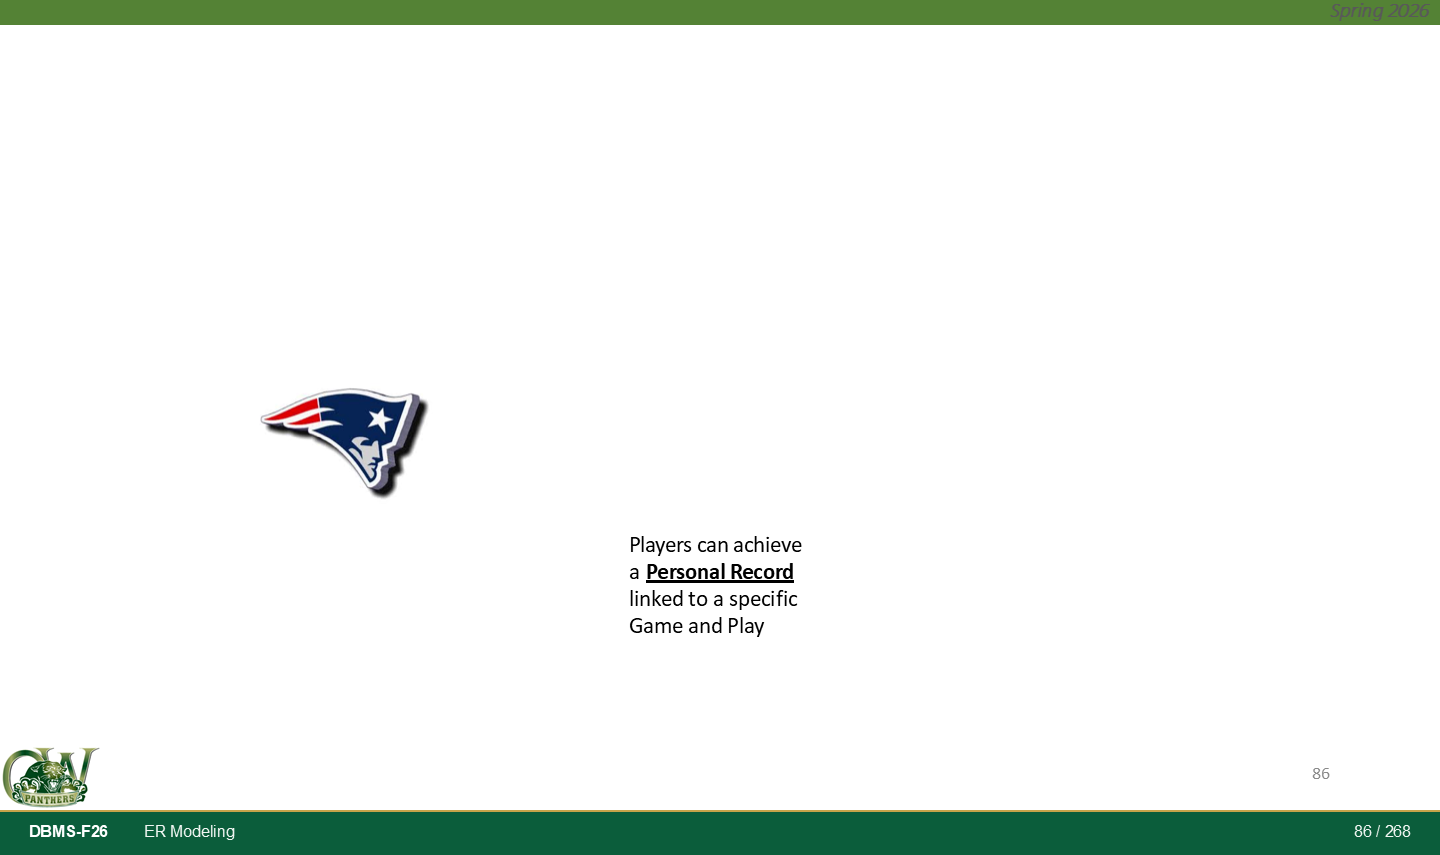 Spring 2026
Players can achieve
a Personal Record
linked to a specific
Game and Play
PANTHERS
86
DBMS-F26 ER Modeling 86 / 268